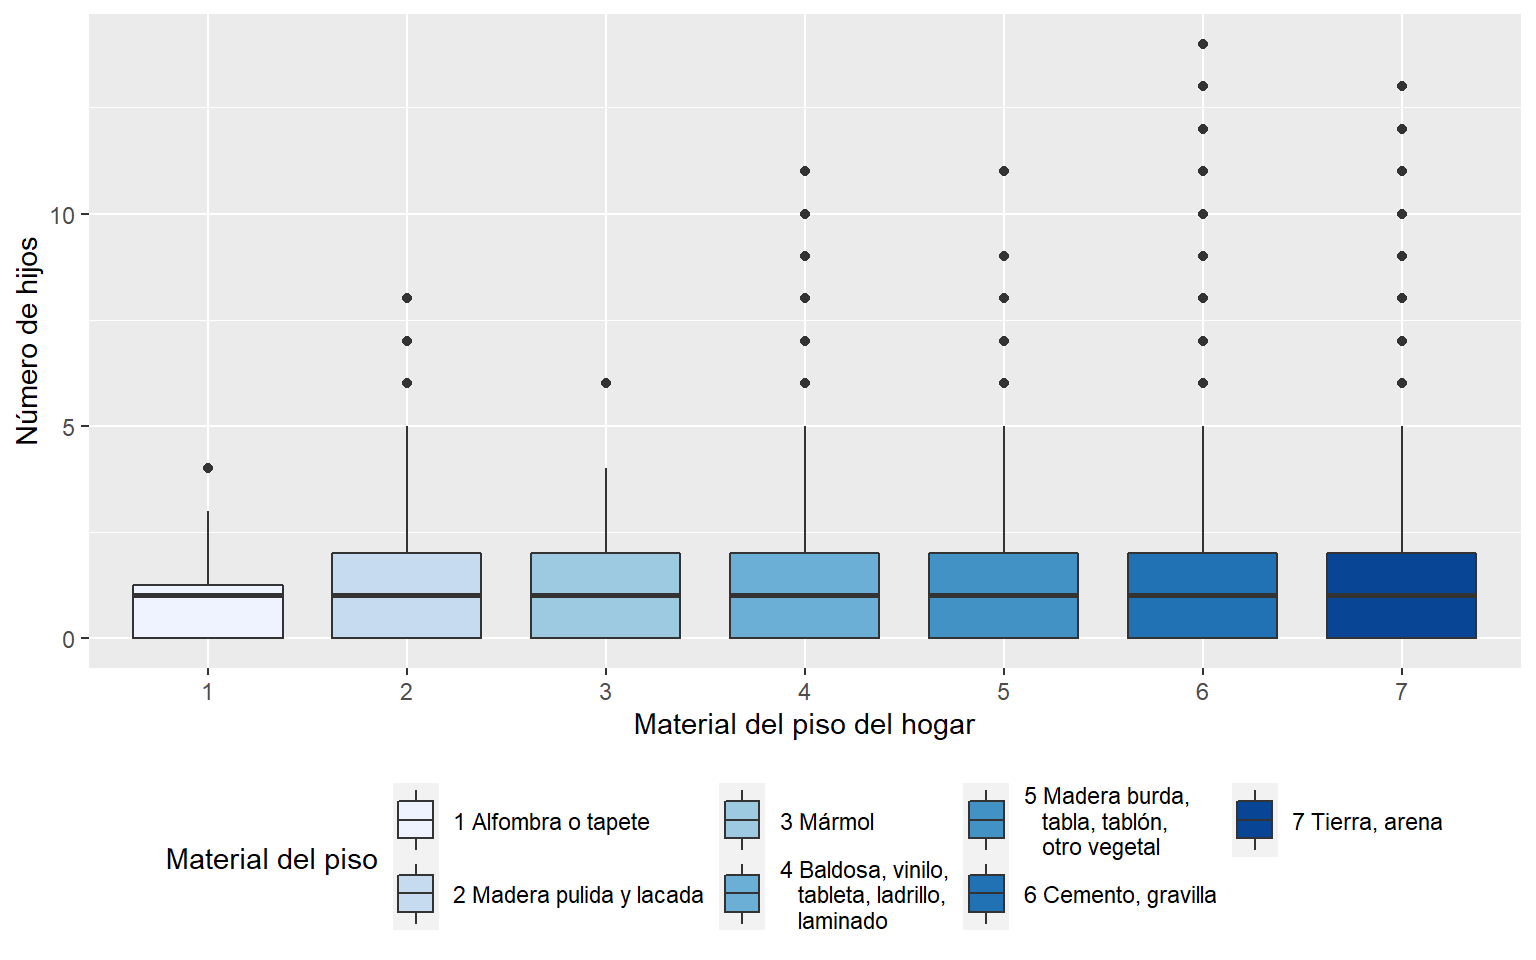 Número de hijos
10
5
0
1 2 3 4 5 6 7
Material del piso del hogar
Material del piso
1 Alfombra o tapete
2 Madera pulida y lacada
3 Mármol
4 Baldosa, vinilo,
tableta, ladrillo,
laminado
5 Madera burda,
tabla, tablón,
otro vegetal
6 Cemento, gravilla
7 Tierra, arena